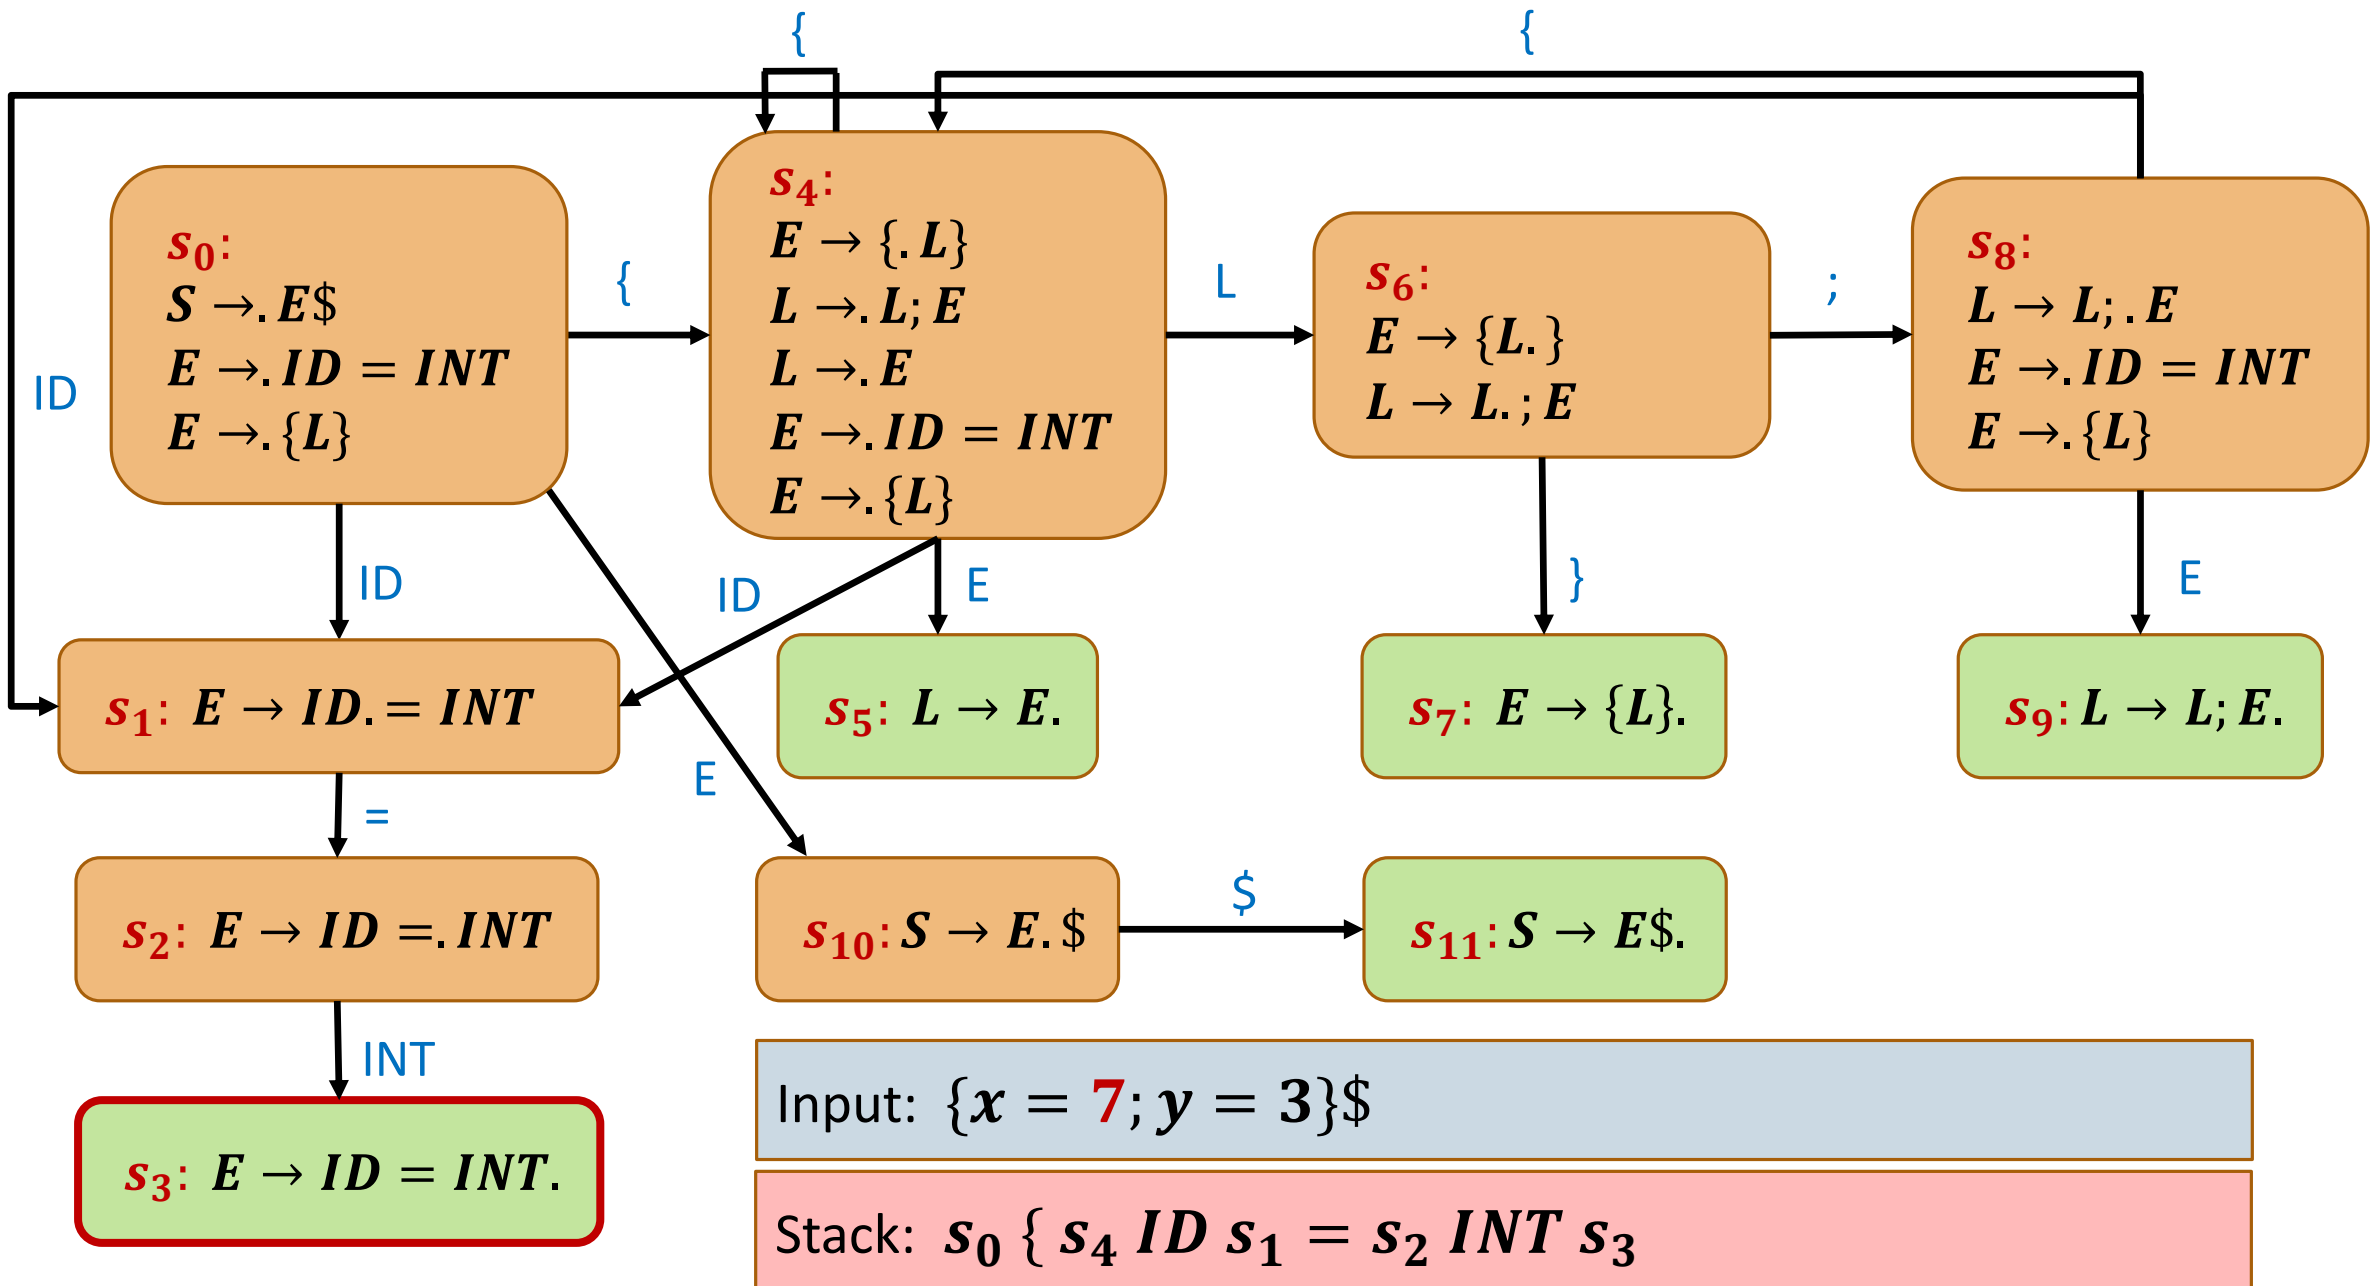 {
{
s₀:
S →. E$
E →. ID = INT
E →. {L}
{
s₄:
E → {. L}
L →. L; E
L →. E
E →. ID = INT
E →. {L}
L
s₆:
E → {L. }
L → L. ; E
;
s₈:
L → L; . E
E →. ID = INT
E →. {L}
ID
ID
ID
E
}
E
s₁: E → ID. = INT
s₅: L → E.
s₇: E → {L}.
s₉: L → L; E.
E
=
s₂: E → ID =. INT
s₁₀: S → E. $
$
s₁₁: S → E$.
INT
s₃: E → ID = INT.
Input: {x = 7; y = 3}$
Stack: s₀ { s₄ ID s₁ = s₂ INT s₃